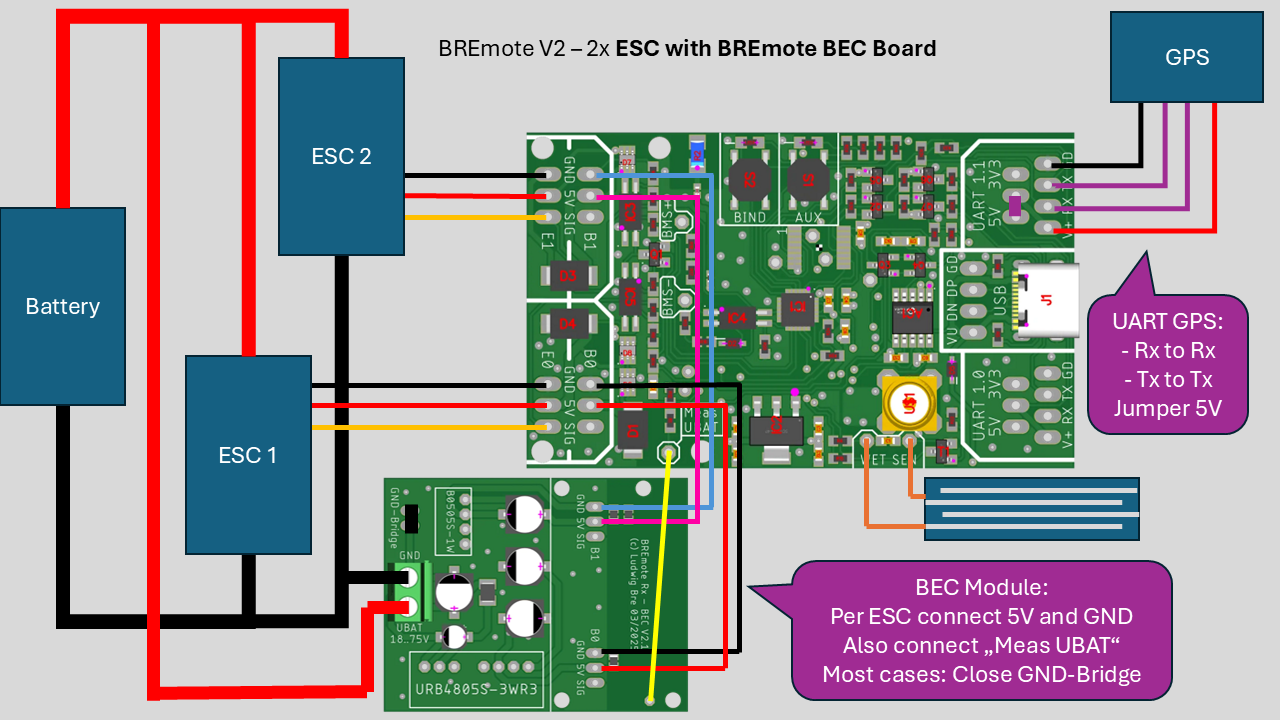 BREmote V2 – 2x ESC with BREmote BEC Board
GPS
ESC 2
Battery
ESC 1
GND
5V
SIG
E1
B1
D3
D4
E0
B0
GND
5V
SIG
BMS+
BMS-
BIND
AUX
1
IC3
IC4
Meas
UBAT
UART 1.1
5V
3V3
V+ RX TX GD
VU DN DP GD
USB
J1
UART 1.0
5V
3V3
V+ RX TX GD
WET SEN
UART GPS:
- Rx to Rx
- Tx to Tx
Jumper 5V
GND-Bridge
B0505S-1W
GND
UBAT
18..75V
URB4805S-3WR3
GND
5V
SIG
B1
BREmote Rx - BEC V2.1
(c) Ludwig Bre 03/2025
B0
GND
5V
SIG
BEC Module:
Per ESC connect 5V and GND
Also connect „Meas UBAT“
Most cases: Close GND-Bridge